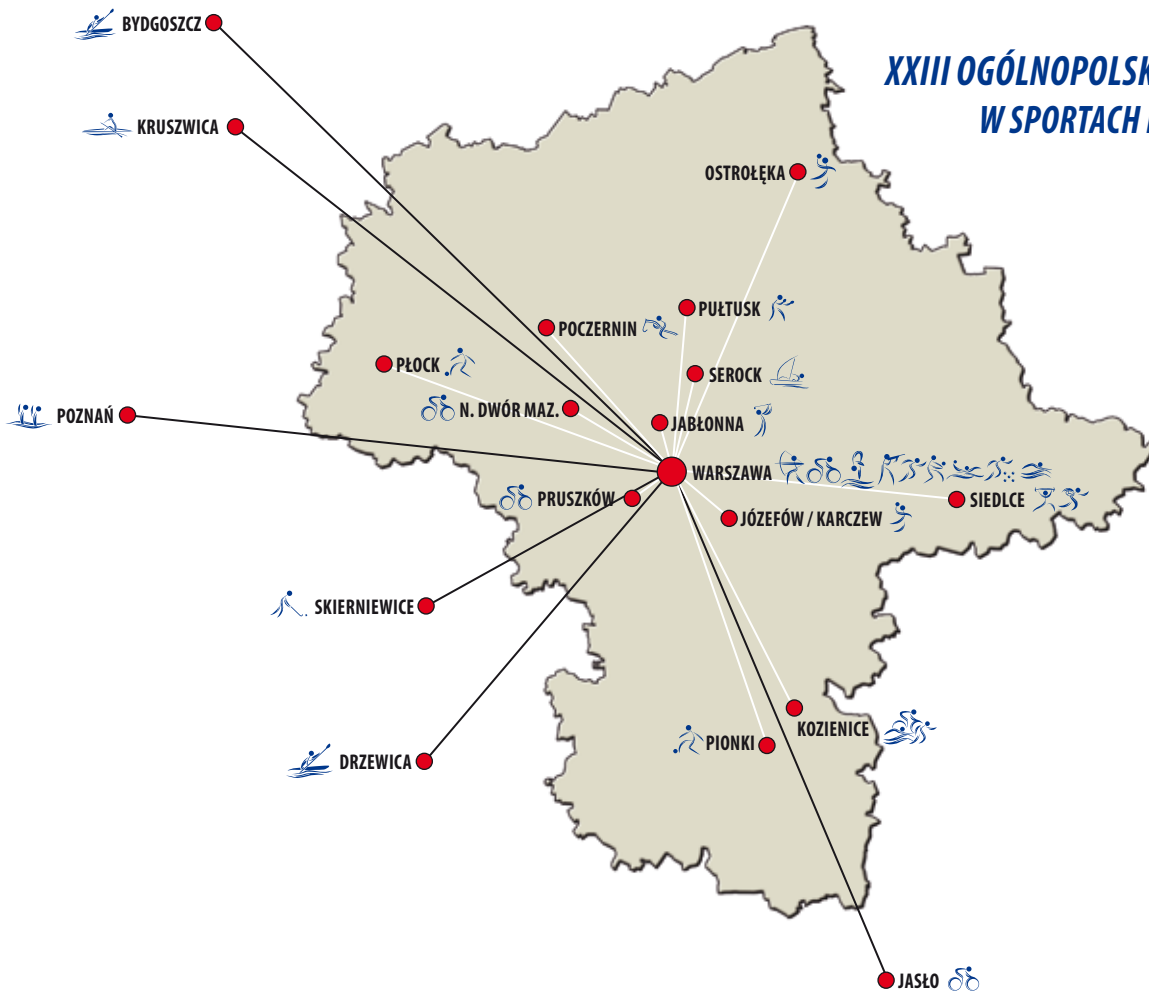 BYDGOSZCZ
XXIII OGÓLNOPOLSK
W SPORTACH
KRUSZWICA
OSTROŁĘKA
PUŁTUSK
POCZERNIN
PŁOCK
SEROCK
N. DWÓR MAZ.
POZNAŃ
JABŁONNA
WARSZAWA
PRUSZKÓW
SIEDLCE
JÓZEFÓW / KARCZEW
SKIERNIEWICE
KOZIENICE
PIONKI
DRZEWICA
JASŁO